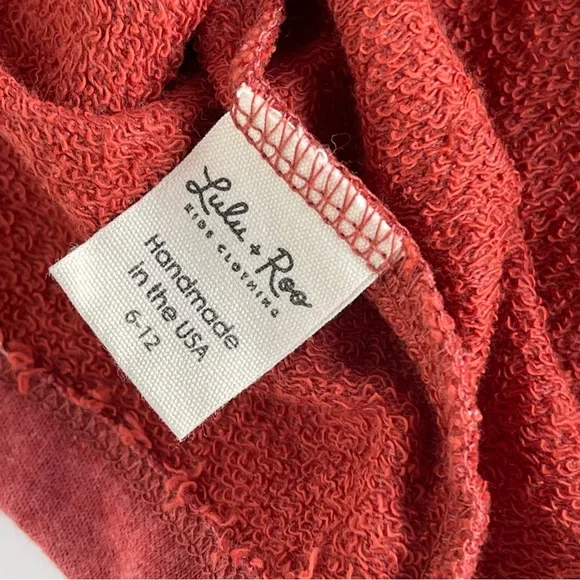 Lulu + Roo
KIDS CLOTHING
Handmade
in the USA
6-12